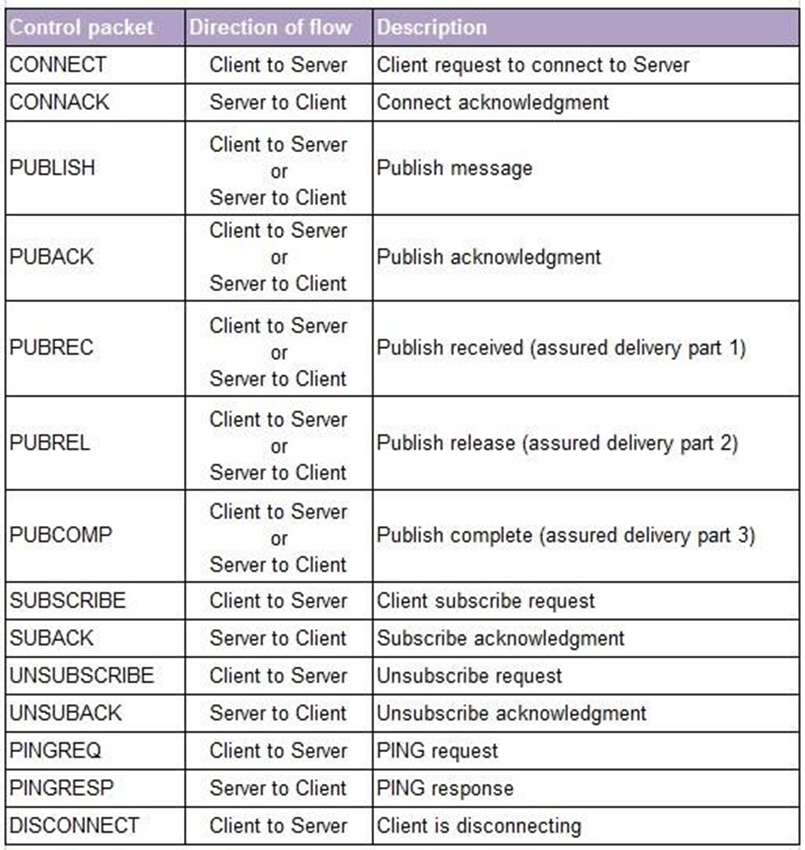 Control packet Direction of flow Description
CONNECT Client to Server Client request to connect to Server
CONNACK Server to Client Connect acknowledgment
PUBLISH Client to Server or Server to Client Publish message
PUBACK Client to Server or Server to Client Publish acknowledgment
PUBREC Client to Server or Server to Client Publish received (assured delivery part 1)
PUBREL Client to Server or Server to Client Publish release (assured delivery part 2)
PUBCOMP Client to Server or Server to Client Publish complete (assured delivery part 3)
SUBSCRIBE Client to Server Client subscribe request
SUBACK Server to Client Subscribe acknowledgment
UNSUBSCRIBE Client to Server Unsubscribe request
UNSUBACK Server to Client Unsubscribe acknowledgment
PINGREQ Client to Server PING request
PINGRESP Server to Client PING response
DISCONNECT Client to Server Client is disconnecting